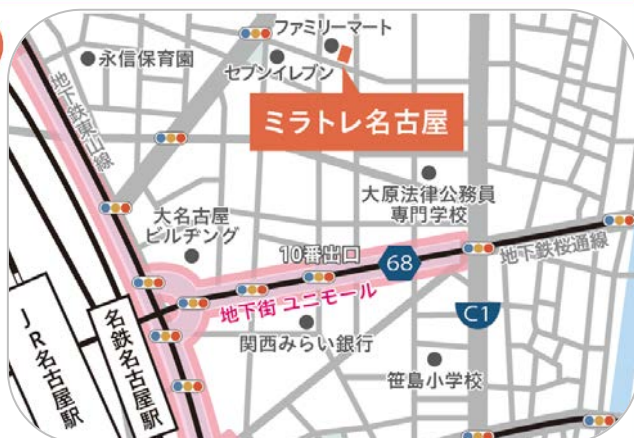 ファミリーマート
永信保育園
セブンイレブン
地下鉄東山線
ミラトレ名古屋
大原法律公務員
専門学校
大名古屋
ビルヂング
10番出口
68
地下鉄桜通線
地下街 ユニモール
C1
関西みらい銀行
JR名古屋駅
名鉄名古屋駅
笹島小学校